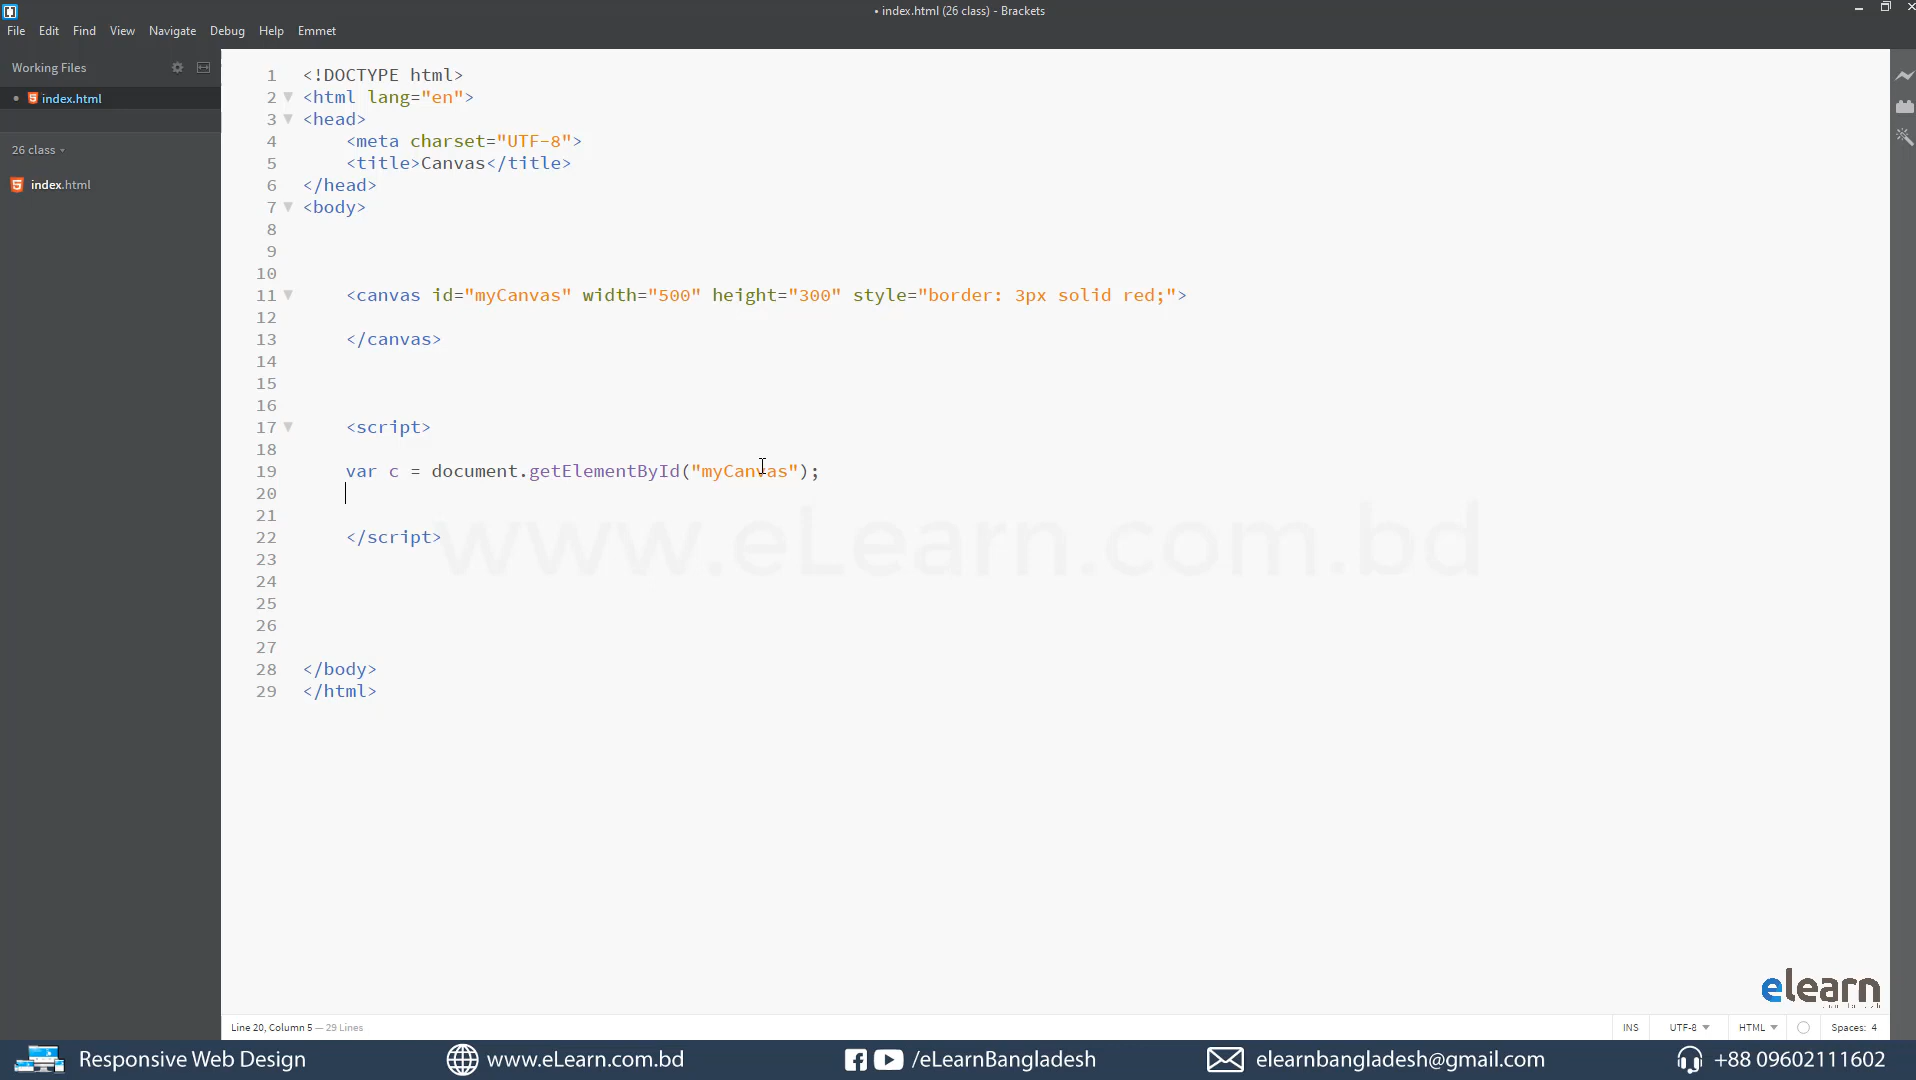 • index.html (26 class) - Brackets
File Edit Find View Navigate Debug Help Emmet
Working Files
• index.html
26 class
index.html
1 <!DOCTYPE html>
2 <html lang="en">
3 <head>
4 <meta charset="UTF-8">
5 <title>Canvas</title>
6 </head>
7 <body>
8
9
10
11 <canvas id="myCanvas" width="500" height="300" style="border: 3px solid red;">
12
13 </canvas>
14
15
16
17 <script>
18
19 var c = document.getElementById("myCanvas");
20
21
22 </script>
23
24
25
26
27
28 </body>
29 </html>
www.eLearn.com.bd
elearn
Line 20, Column 5 — 29 Lines
INS UTF-8 HTML Spaces: 4
Responsive Web Design www.eLearn.com.bd /eLearnBangladesh elearnbangladesh@gmail.com +88 09602111602